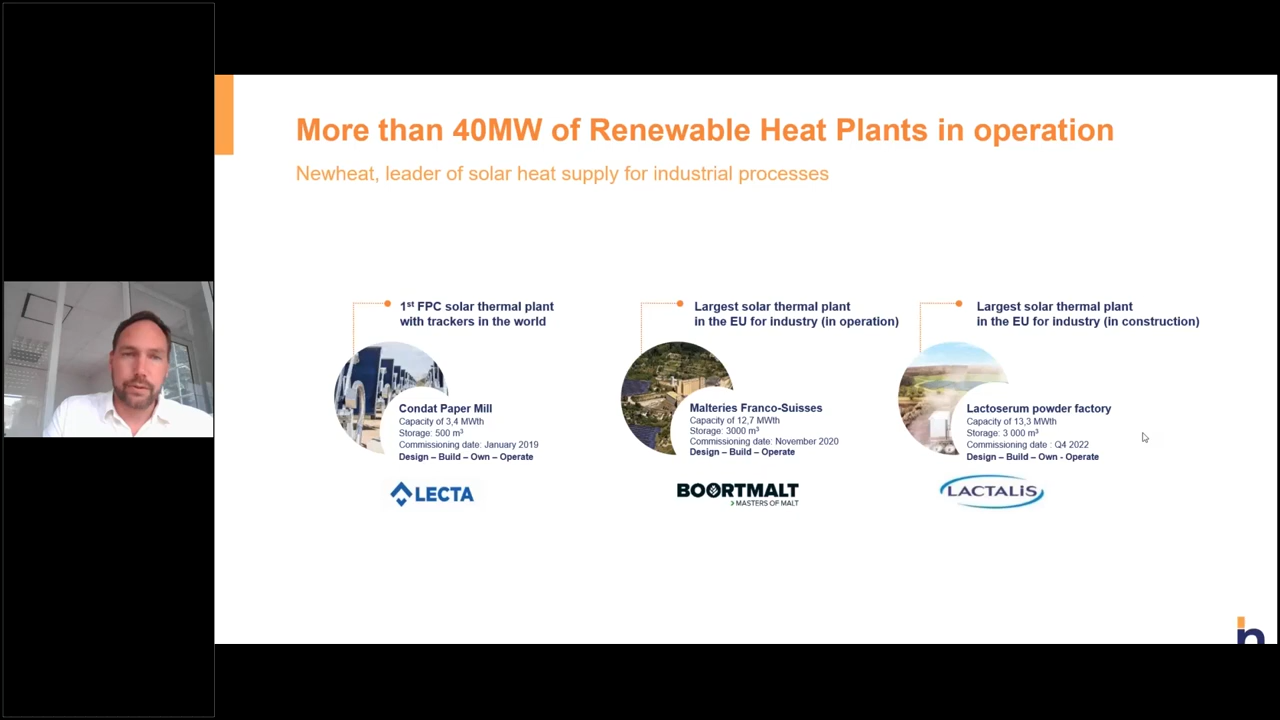 More than 40MW of Renewable Heat Plants in operation
Newheat, leader of solar heat supply for industrial processes
1st FPC solar thermal plant
with trackers in the world
Condat Paper Mill
Capacity of 3,4 MWth
Storage: 500 m³
Commissioning date: January 2019
Design – Build – Own – Operate
LECTA
Largest solar thermal plant
in the EU for industry (in operation)
Malteries Franco-Suisses
Capacity of 12,7 MWth
Storage: 3000 m³
Commissioning date: November 2020
Design – Build – Operate
BOORTMALT
> MASTERS OF MALT
Largest solar thermal plant
in the EU for industry (in construction)
Lactoserum powder factory
Capacity of 13,3 MWth
Storage: 3 000 m³
Commissioning date : Q4 2022
Design – Build – Own - Operate
LACTALiS